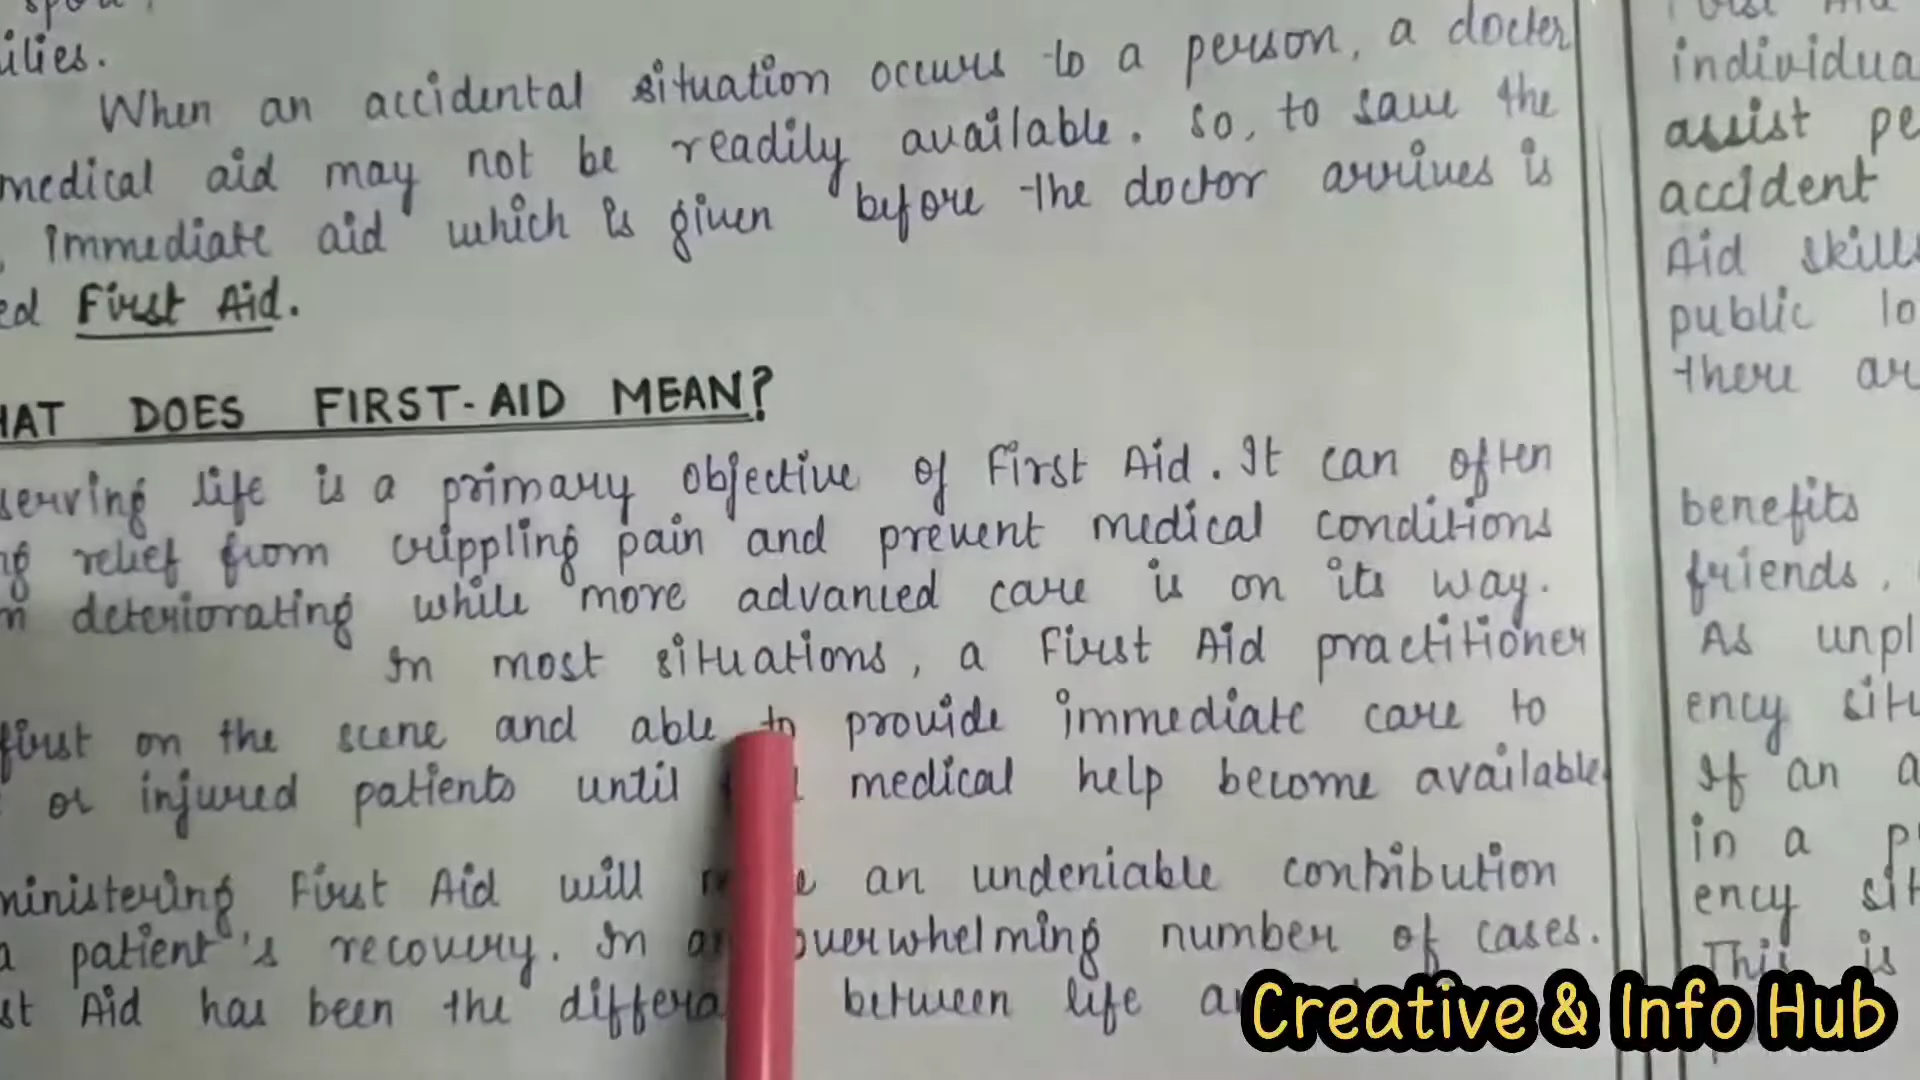 ilies.
When an accidental situation occurs to a person, a doctor
medical aid may not be readily available. So, to save the
Immediate aid which is given before the doctor arrives is
ed First Aid.
HAT DOES FIRST-AID MEAN?
serving life is a primary objective of First Aid. It can often
ng relief from crippling pain and prevent medical conditions
m deteriorating while more advanced care is on its way.
In most situations, a First Aid practitioner
first on the scene and able to provide immediate care to
or injured patients until medical help become available
ministering First Aid will an undeniable contribution
a patient's recovery. In an overwhelming number of cases.
st Aid has been the differa between life
individua
assist pe
accident
Aid skills
public lo
there ar
benefits
friends,
As unpl
ency situ
If an a
in a p
ency sit
This is
Creative & Info Hub